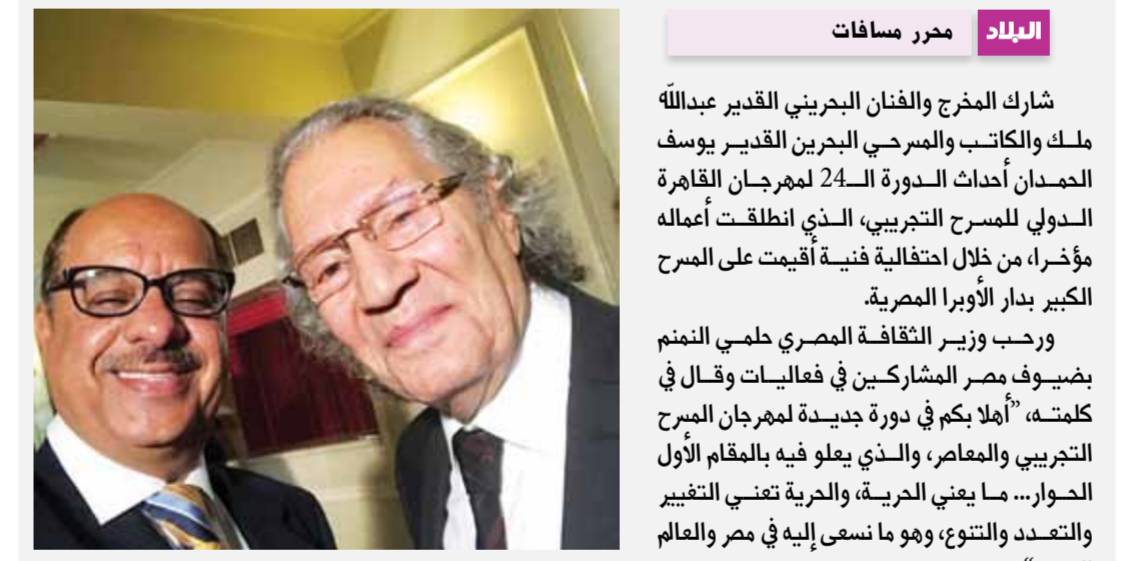 البلاد
محرر مسافات
شارك المخرج والفنان البحريني القدير عبدالله
ملك والكاتب والمسرحي البحرين القدير يوسف
الحمدان أحداث الدورة الـ24 لمهرجان القاهرة
الدولي للمسرح التجريبي، الذي انطلقت أعماله
مؤخرا، من خلال احتفالية فنية أقيمت على المسرح
الكبير بدار الأوبرا المصرية.
ورحب وزير الثقافة المصري حلمي النمنم
بضيوف مصر المشاركين في فعاليات وقال في
كلمته، ”أهلا بكم في دورة جديدة لمهرجان المسرح
التجريبي والمعاصر، والذي يعلو فيه بالمقام الأول
الحوار... ما يعني الحرية، والحرية تعني التغيير
والتعدد والتنوع، وهو ما نسعى إليه في مصر والعالم